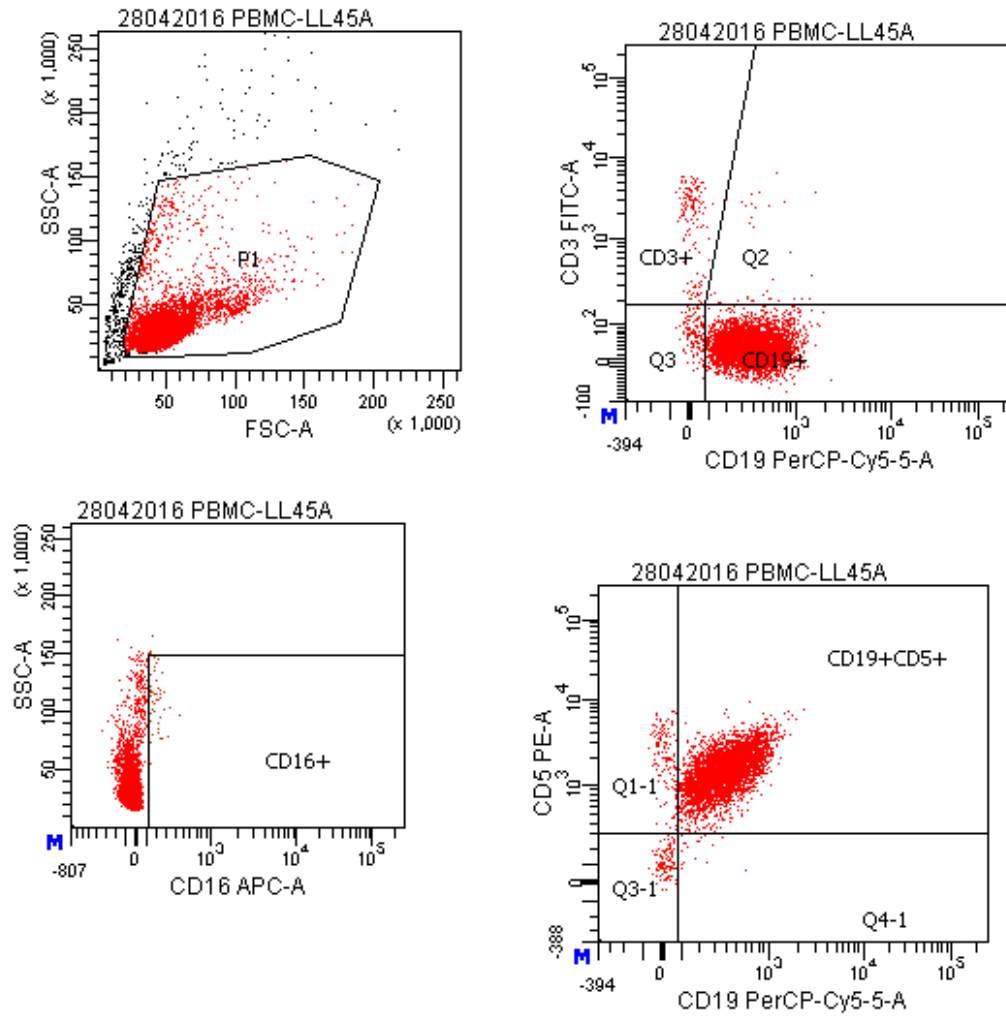 28042016 PBMC-LL45A
(x 1,000)
250
200
150
100
50
SSC-A
P1
50 100 150 200 250
FSC-A
(x 1,000)
28042016 PBMC-LL45A
10^5
10^4
10^3
10^2
0
-100
CD3 FITC-A
CD3+
Q2
Q3
CD19+
M
-394
0 10^3 10^4 10^5
CD19 PerCP-Cy5-5-A
28042016 PBMC-LL45A
(x 1,000)
250
200
150
100
50
SSC-A
CD16+
M
-807
0 10^3 10^4 10^5
CD16 APC-A
28042016 PBMC-LL45A
10^5
10^4
10^3
0
-388
CD5 PE-A
CD19+CD5+
Q1-1
Q3-1
Q4-1
M
-394
0 10^3 10^4 10^5
CD19 PerCP-Cy5-5-A